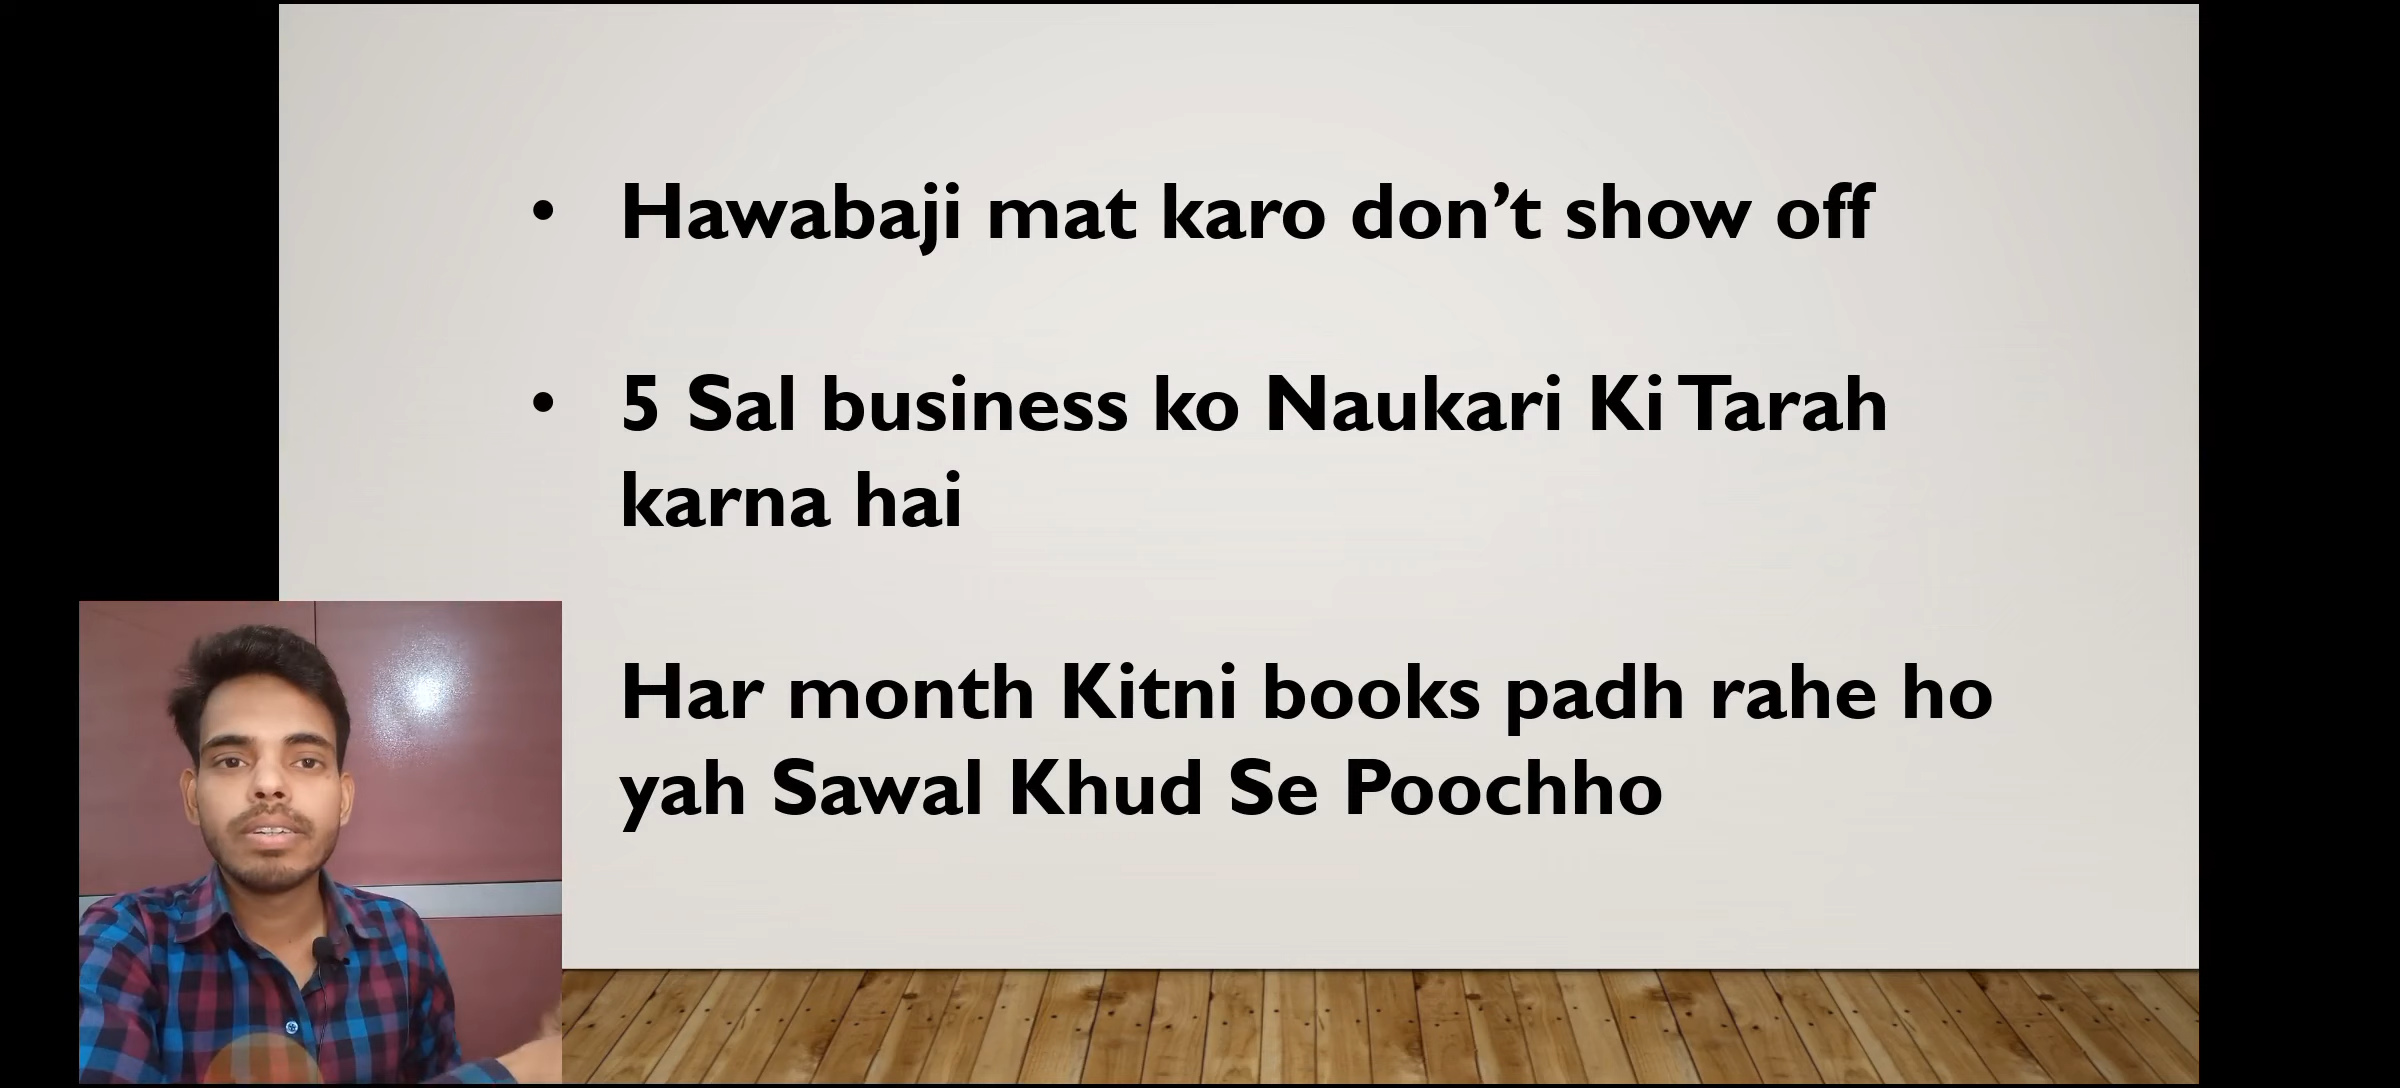 • Hawabaji mat karo don’t show off
• 5 Sal business ko Naukari Ki Tarah
karna hai
Har month Kitni books padh rahe ho
yah Sawal Khud Se Poochho